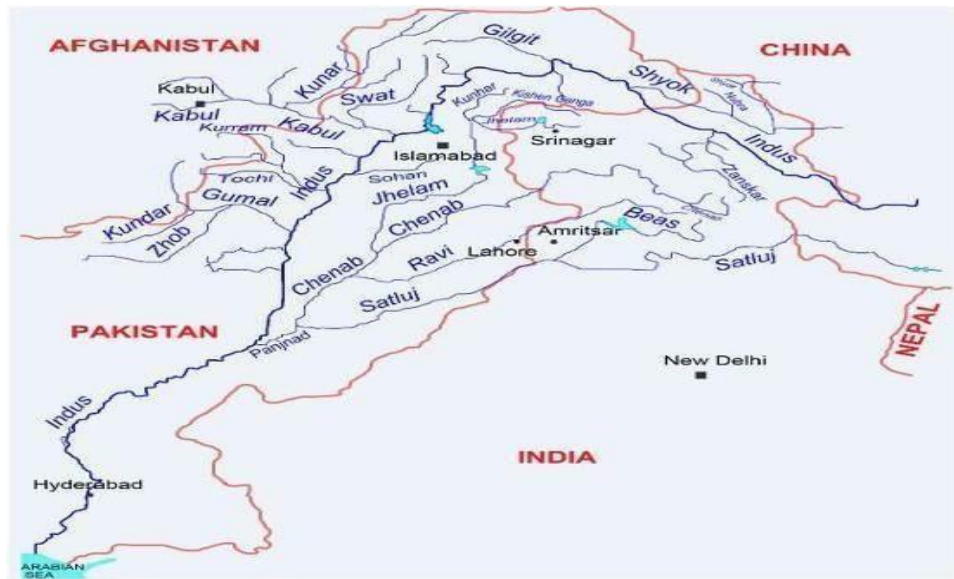 AFGHANISTAN
CHINA
Gilgit
Kunar
Shyok
Kabul
Swat
Kunhar
Kishen Ganga
Nubra
Kabul
Kurram
Kabul
Jhelam
Srinagar
Islamabad
Indus
Indus
Zanskar
Tochi
Sohan
Gumal
Jhelam
Kundar
Zhob
Chenab
Beas
Amritsar
Lahore
Ravi
Chenab
Satluj
Satluj
PAKISTAN
Panjnad
NEPAL
New Delhi
Indus
INDIA
Hyderabad
ARABIAN
SEA